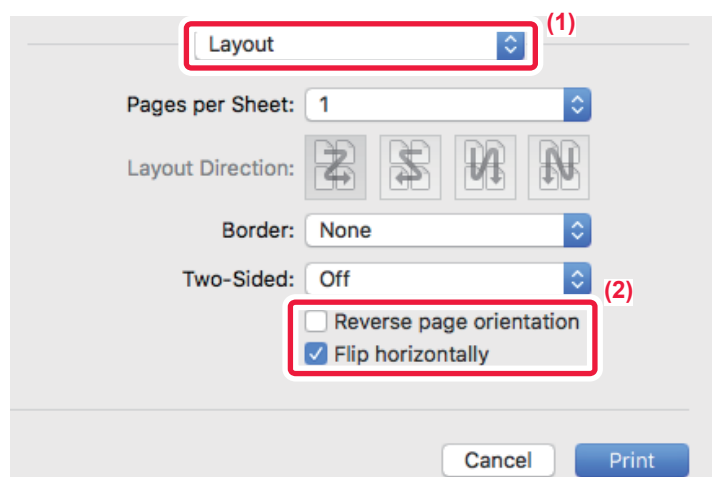 (1)
Layout
Pages per Sheet: 1
Layout Direction:
Border: None
Two-Sided: Off
(2)
Reverse page orientation
Flip horizontally
Cancel Print